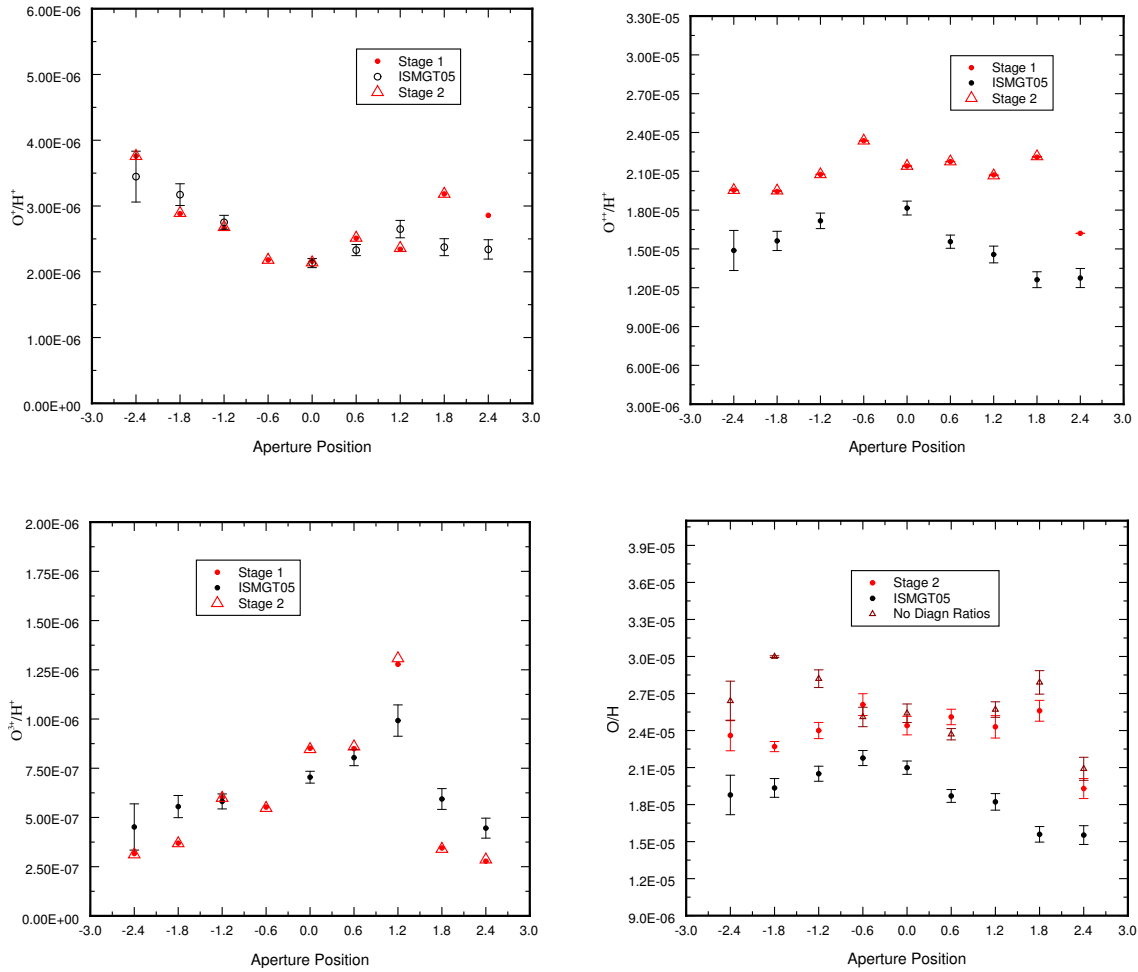 6.00E-06
5.00E-06
4.00E-06
3.00E-06
2.00E-06
1.00E-06
0.00E+00
O⁺/H⁺
Stage 1
ISMGT05
Stage 2
-3.0 -2.4 -1.8 -1.2 -0.6 0.0 0.6 1.2 1.8 2.4 3.0
Aperture Position
3.30E-05
3.00E-05
2.70E-05
2.40E-05
2.10E-05
1.80E-05
1.50E-05
1.20E-05
9.00E-06
6.00E-06
3.00E-06
O⁺⁺/H⁺
Stage 1
ISMGT05
Stage 2
-3.0 -2.4 -1.8 -1.2 -0.6 0.0 0.6 1.2 1.8 2.4 3.0
Aperture Position
2.00E-06
1.75E-06
1.50E-06
1.25E-06
1.00E-06
7.50E-07
5.00E-07
2.50E-07
0.00E+00
O³⁺/H⁺
Stage 1
ISMGT05
Stage 2
-3.0 -2.4 -1.8 -1.2 -0.6 0.0 0.6 1.2 1.8 2.4 3.0
Aperture Position
3.9E-05
3.6E-05
3.3E-05
3.0E-05
2.7E-05
2.4E-05
2.1E-05
1.8E-05
1.5E-05
1.2E-05
9.0E-06
O/H
Stage 2
ISMGT05
No Diagn Ratios
-3.0 -2.4 -1.8 -1.2 -0.6 0.0 0.6 1.2 1.8 2.4 3.0
Aperture Position